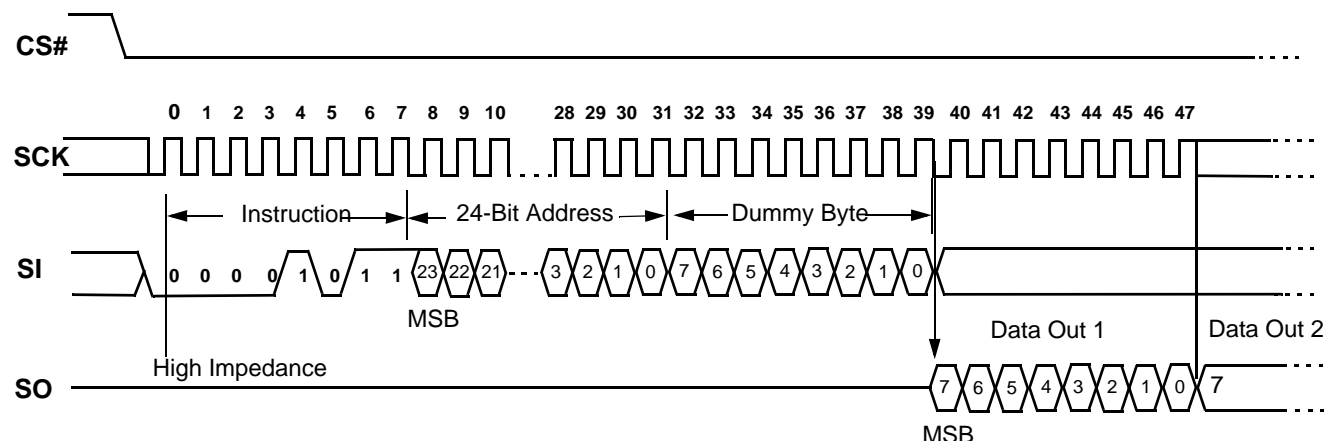 CS#
0 1 2 3 4 5 6 7 8 9 10 28 29 30 31 32 33 34 35 36 37 38 39 40 41 42 43 44 45 46 47
SCK
Instruction 24-Bit Address Dummy Byte
SI 0 0 0 0 1 0 1 1 23 22 21 3 2 1 0 7 6 5 4 3 2 1 0
MSB
Data Out 1 Data Out 2
High Impedance
SO 7 6 5 4 3 2 1 0 7
MSB